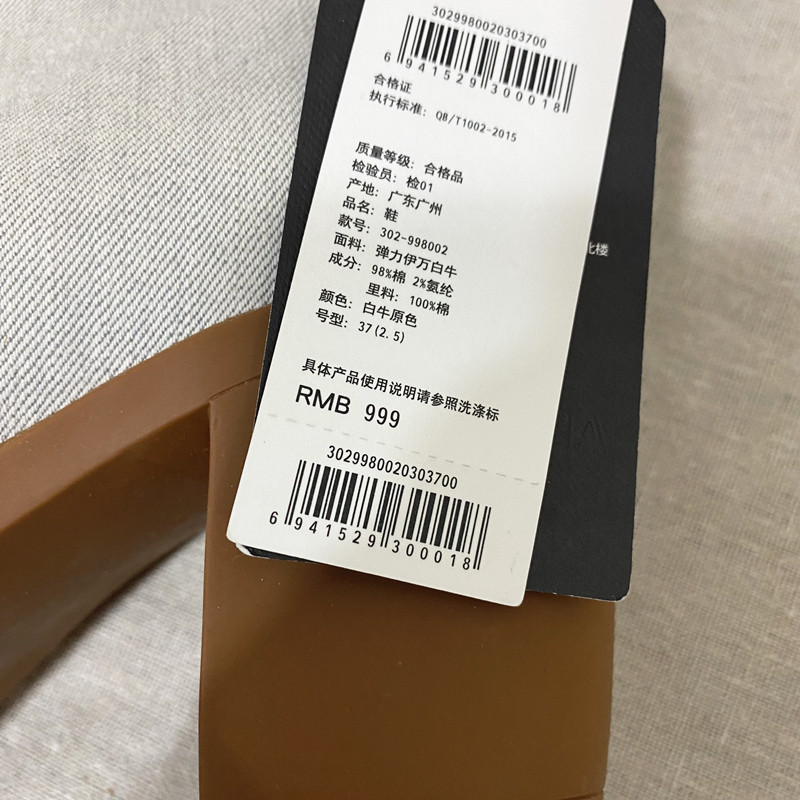 3029980020303700
6 941529 300018
合格证
执行标准: QB/T1002-2015
质量等级: 合格品
检验员: 检01
产地: 广东广州
品名: 鞋
款号: 302-998002
面料: 弹力伊万白牛
成分: 98%棉 2%氨纶
里料: 100%棉
颜色: 白牛原色
号型: 37(2.5)
具体产品使用说明请参照洗涤标
RMB 999
3029980020303700
6 941529 300018
北楼